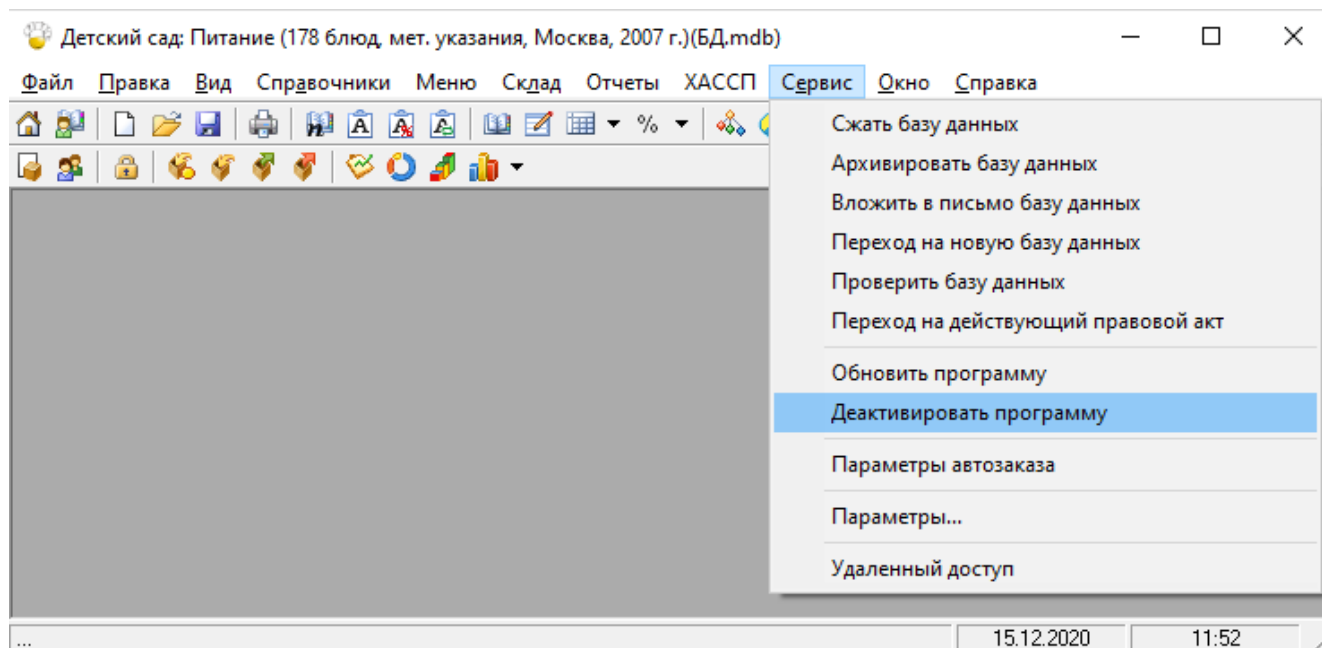 Детский сад: Питание (178 блюд, мет. указания, Москва, 2007 г.)(БД.mdb)
Файл Правка Вид Справочники Меню Склад Отчеты ХАССП Сервис Окно Справка
%
Сжать базу данных
Архивировать базу данных
Вложить в письмо базу данных
Переход на новую базу данных
Проверить базу данных
Переход на действующий правовой акт
Обновить программу
Деактивировать программу
Параметры автозаказа
Параметры...
Удаленный доступ
... 15.12.2020 11:52